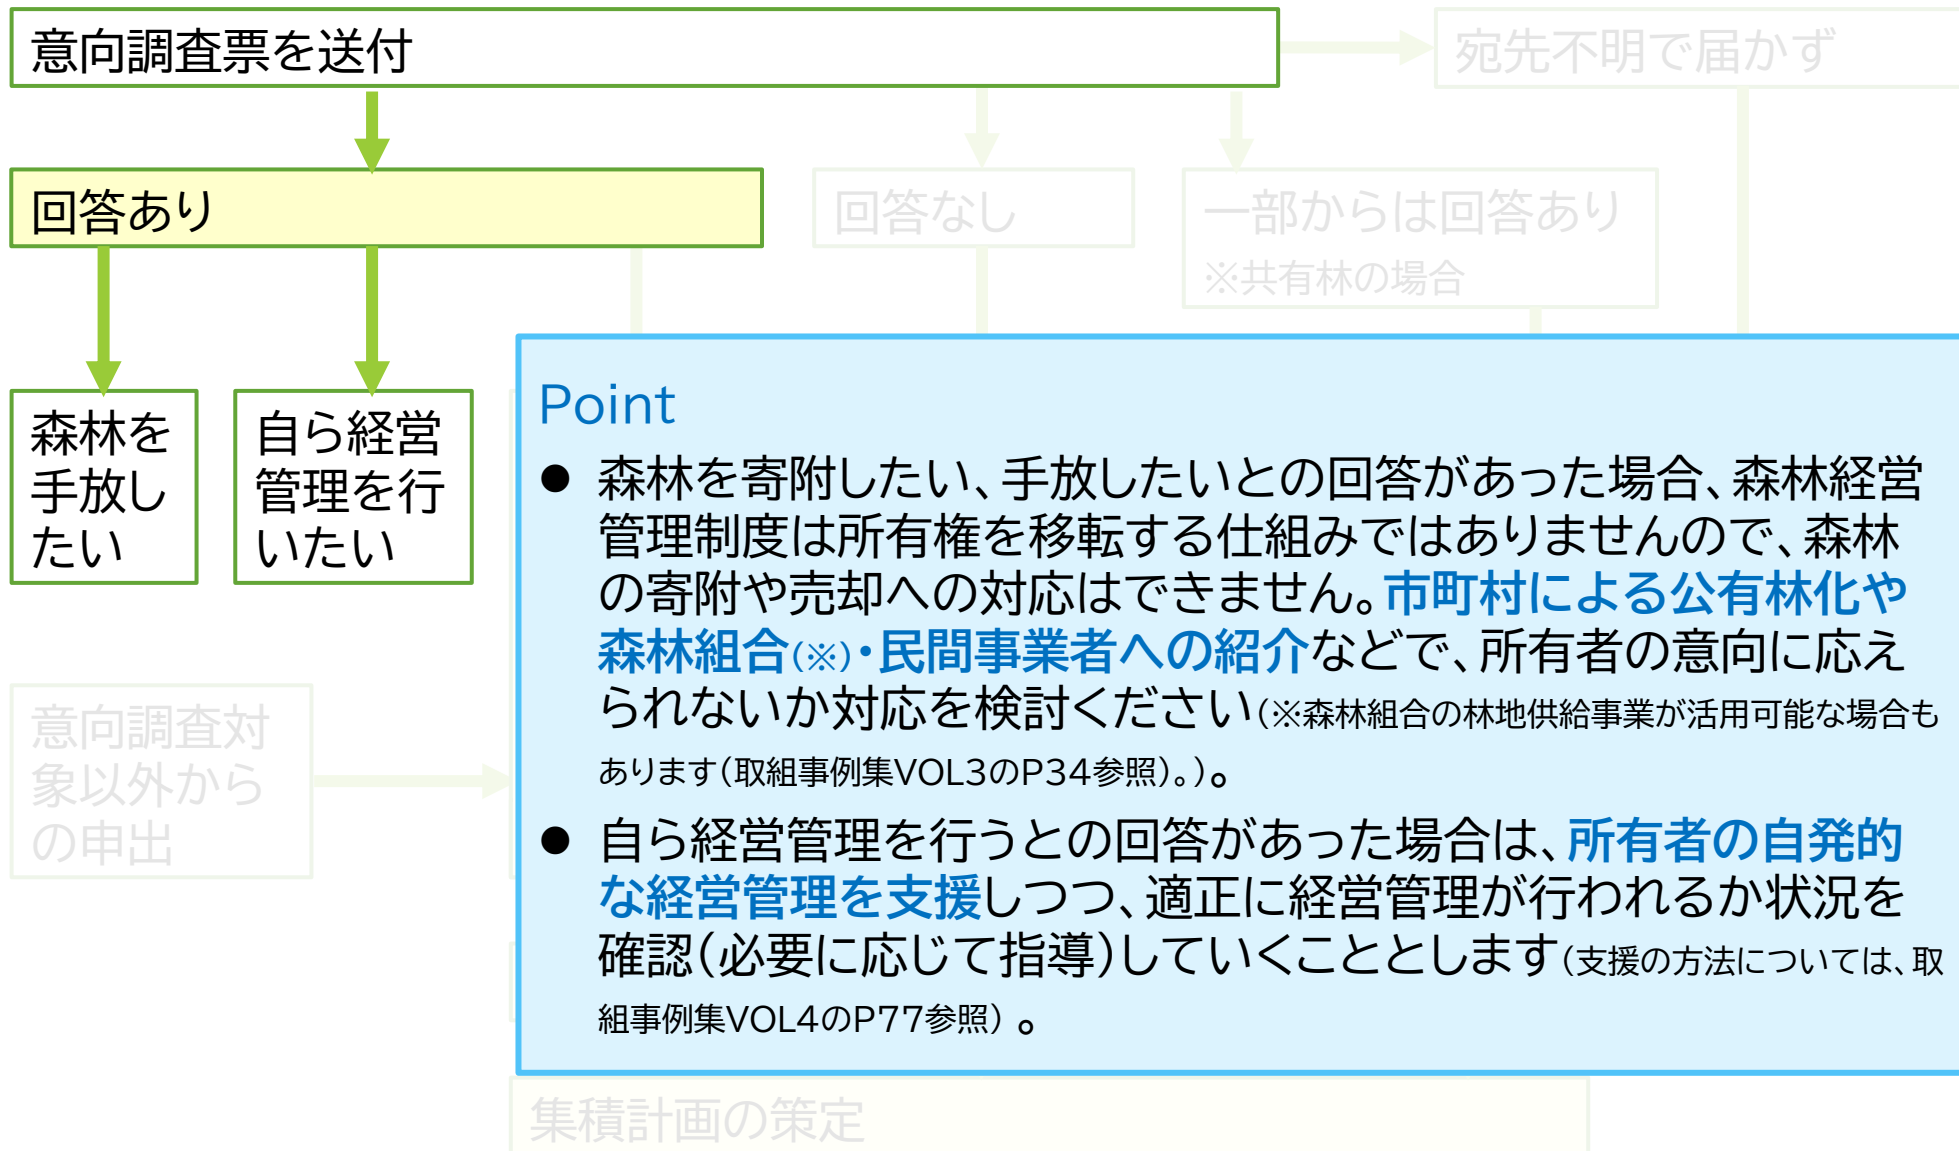 意向調査票を送付
宛先不明で届かず
回答あり
回答なし
一部からは回答あり
※共有林の場合
森林を
手放し
たい
自ら経営
管理を行
いたい
Point
● 森林を寄附したい、手放したいとの回答があった場合、森林経営
管理制度は所有権を移転する仕組みではありませんので、森林
の寄附や売却への対応はできません。市町村による公有林化や
森林組合(※)・民間事業者への紹介などで、所有者の意向に応え
られないか対応を検討ください(※森林組合の林地供給事業が活用可能な場合も
あります(取組事例集VOL3のP34参照)。)。
● 自ら経営管理を行うとの回答があった場合は、所有者の自発的
な経営管理を支援しつつ、適正に経営管理が行われるか状況を
確認(必要に応じて指導)していくこととします(支援の方法については、取
組事例集VOL4のP77参照)。
意向調査対
象以外から
の申出
集積計画の策定